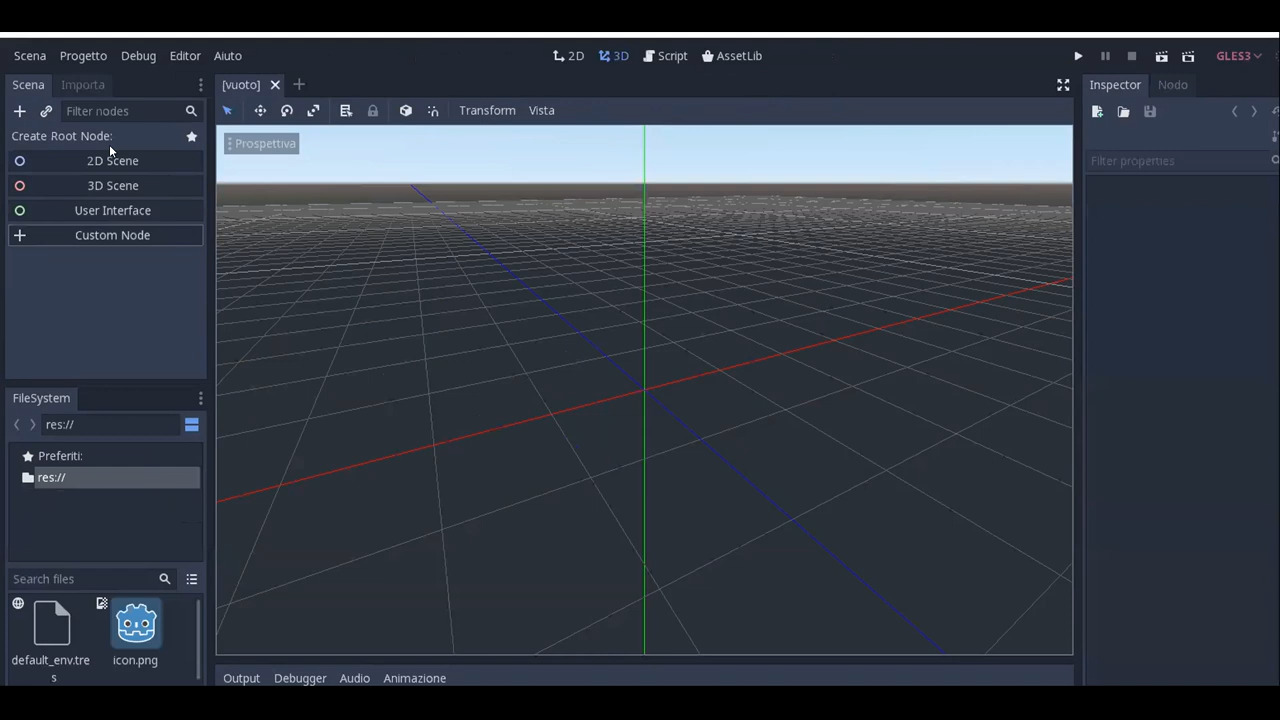 Scena Progetto Debug Editor Aiuto 2D 3D Script AssetLib GLES3
Scena Importa [vuoto] Inspector Nodo
Filter nodes Transform Vista
Create Root Node: Prospettiva
2D Scene Filter properties
3D Scene
User Interface
Custom Node
FileSystem
res://
Preferiti:
res://
Search files
default_env.tre
s
icon.png
Output Debugger Audio Animazione